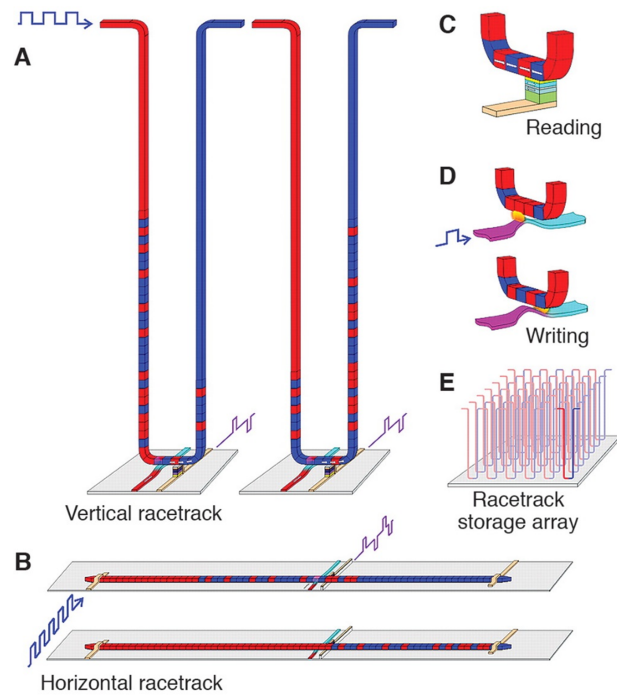 A
Vertical racetrack
B
Horizontal racetrack
C
Reading
D
Writing
E
Racetrack
storage array